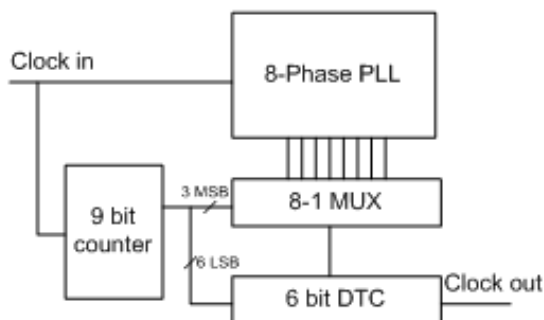 8-Phase PLL
Clock in
3 MSB
8-1 MUX
9 bit
counter
6 LSB
Clock out
6 bit DTC